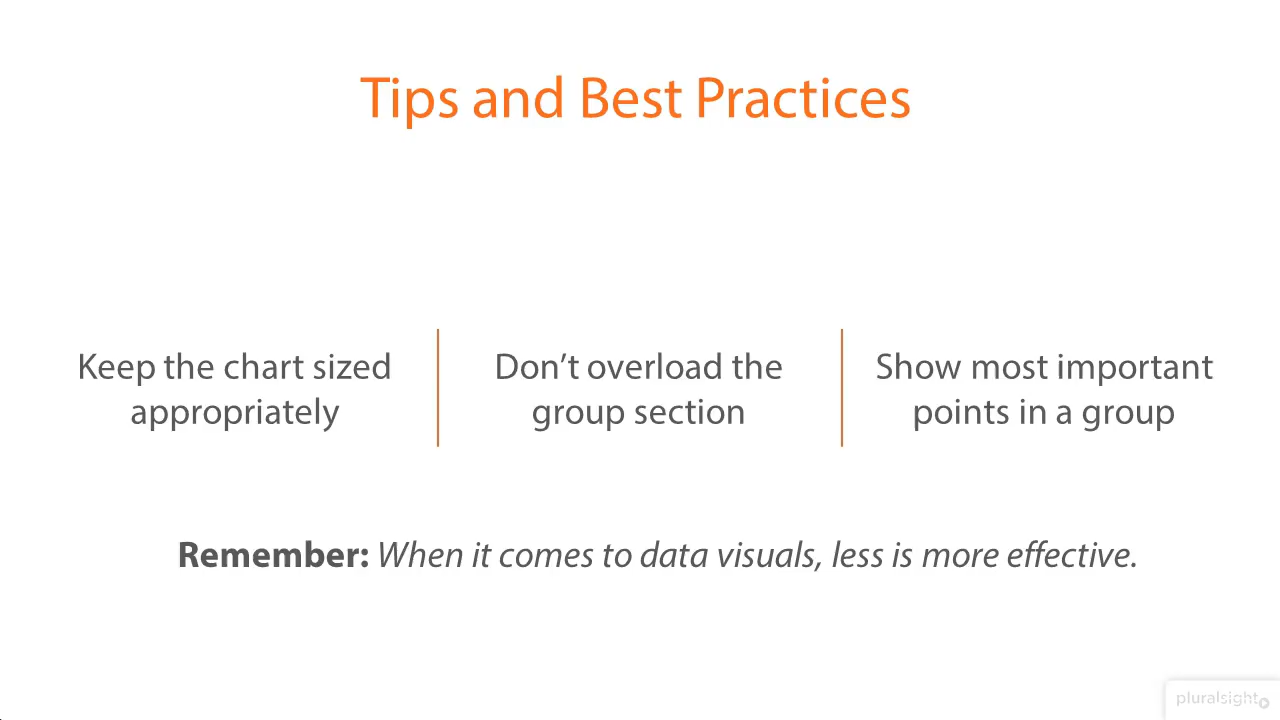 Tips and Best Practices
Keep the chart sized
appropriately
Don’t overload the
group section
Show most important
points in a group
Remember: When it comes to data visuals, less is more effective.
pluralsight